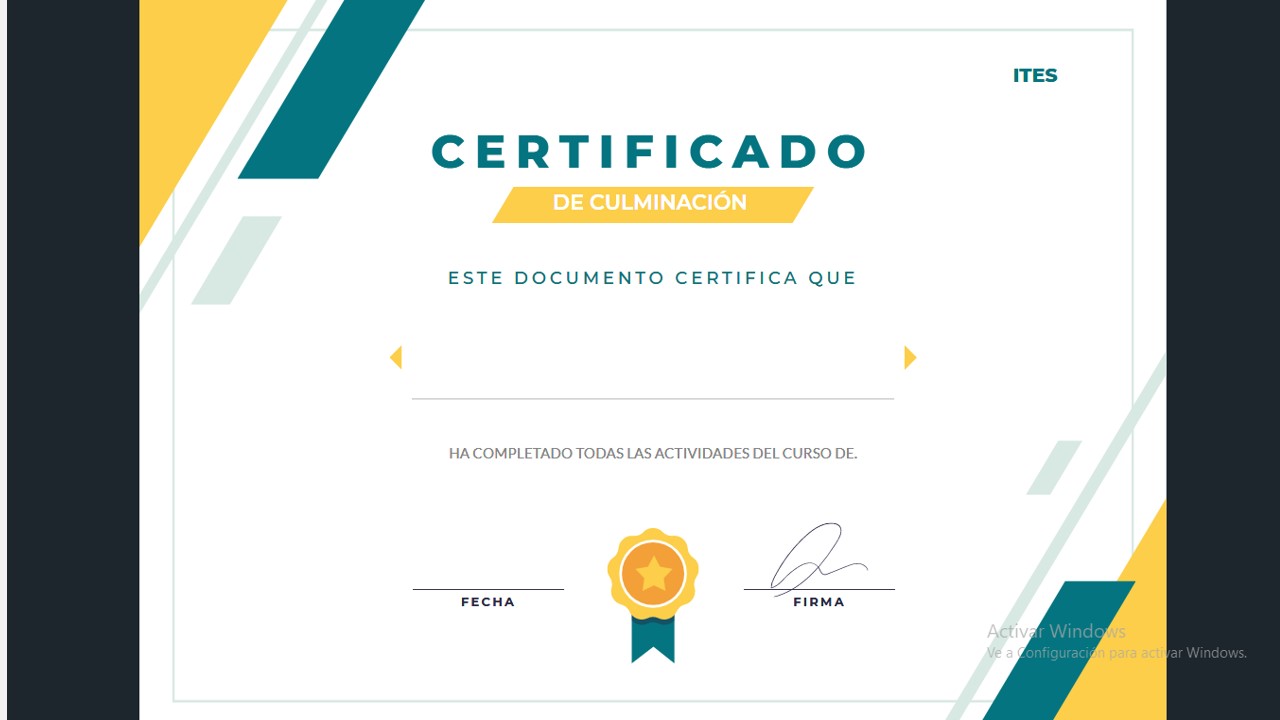 ITES
CERTIFICADO
DE CULMINACIÓN
ESTE DOCUMENTO CERTIFICA QUE
HA COMPLETADO TODAS LAS ACTIVIDADES DEL CURSO DE.
FECHA
FIRMA
Activar Windows
Ve a Configuración para activar Windows.